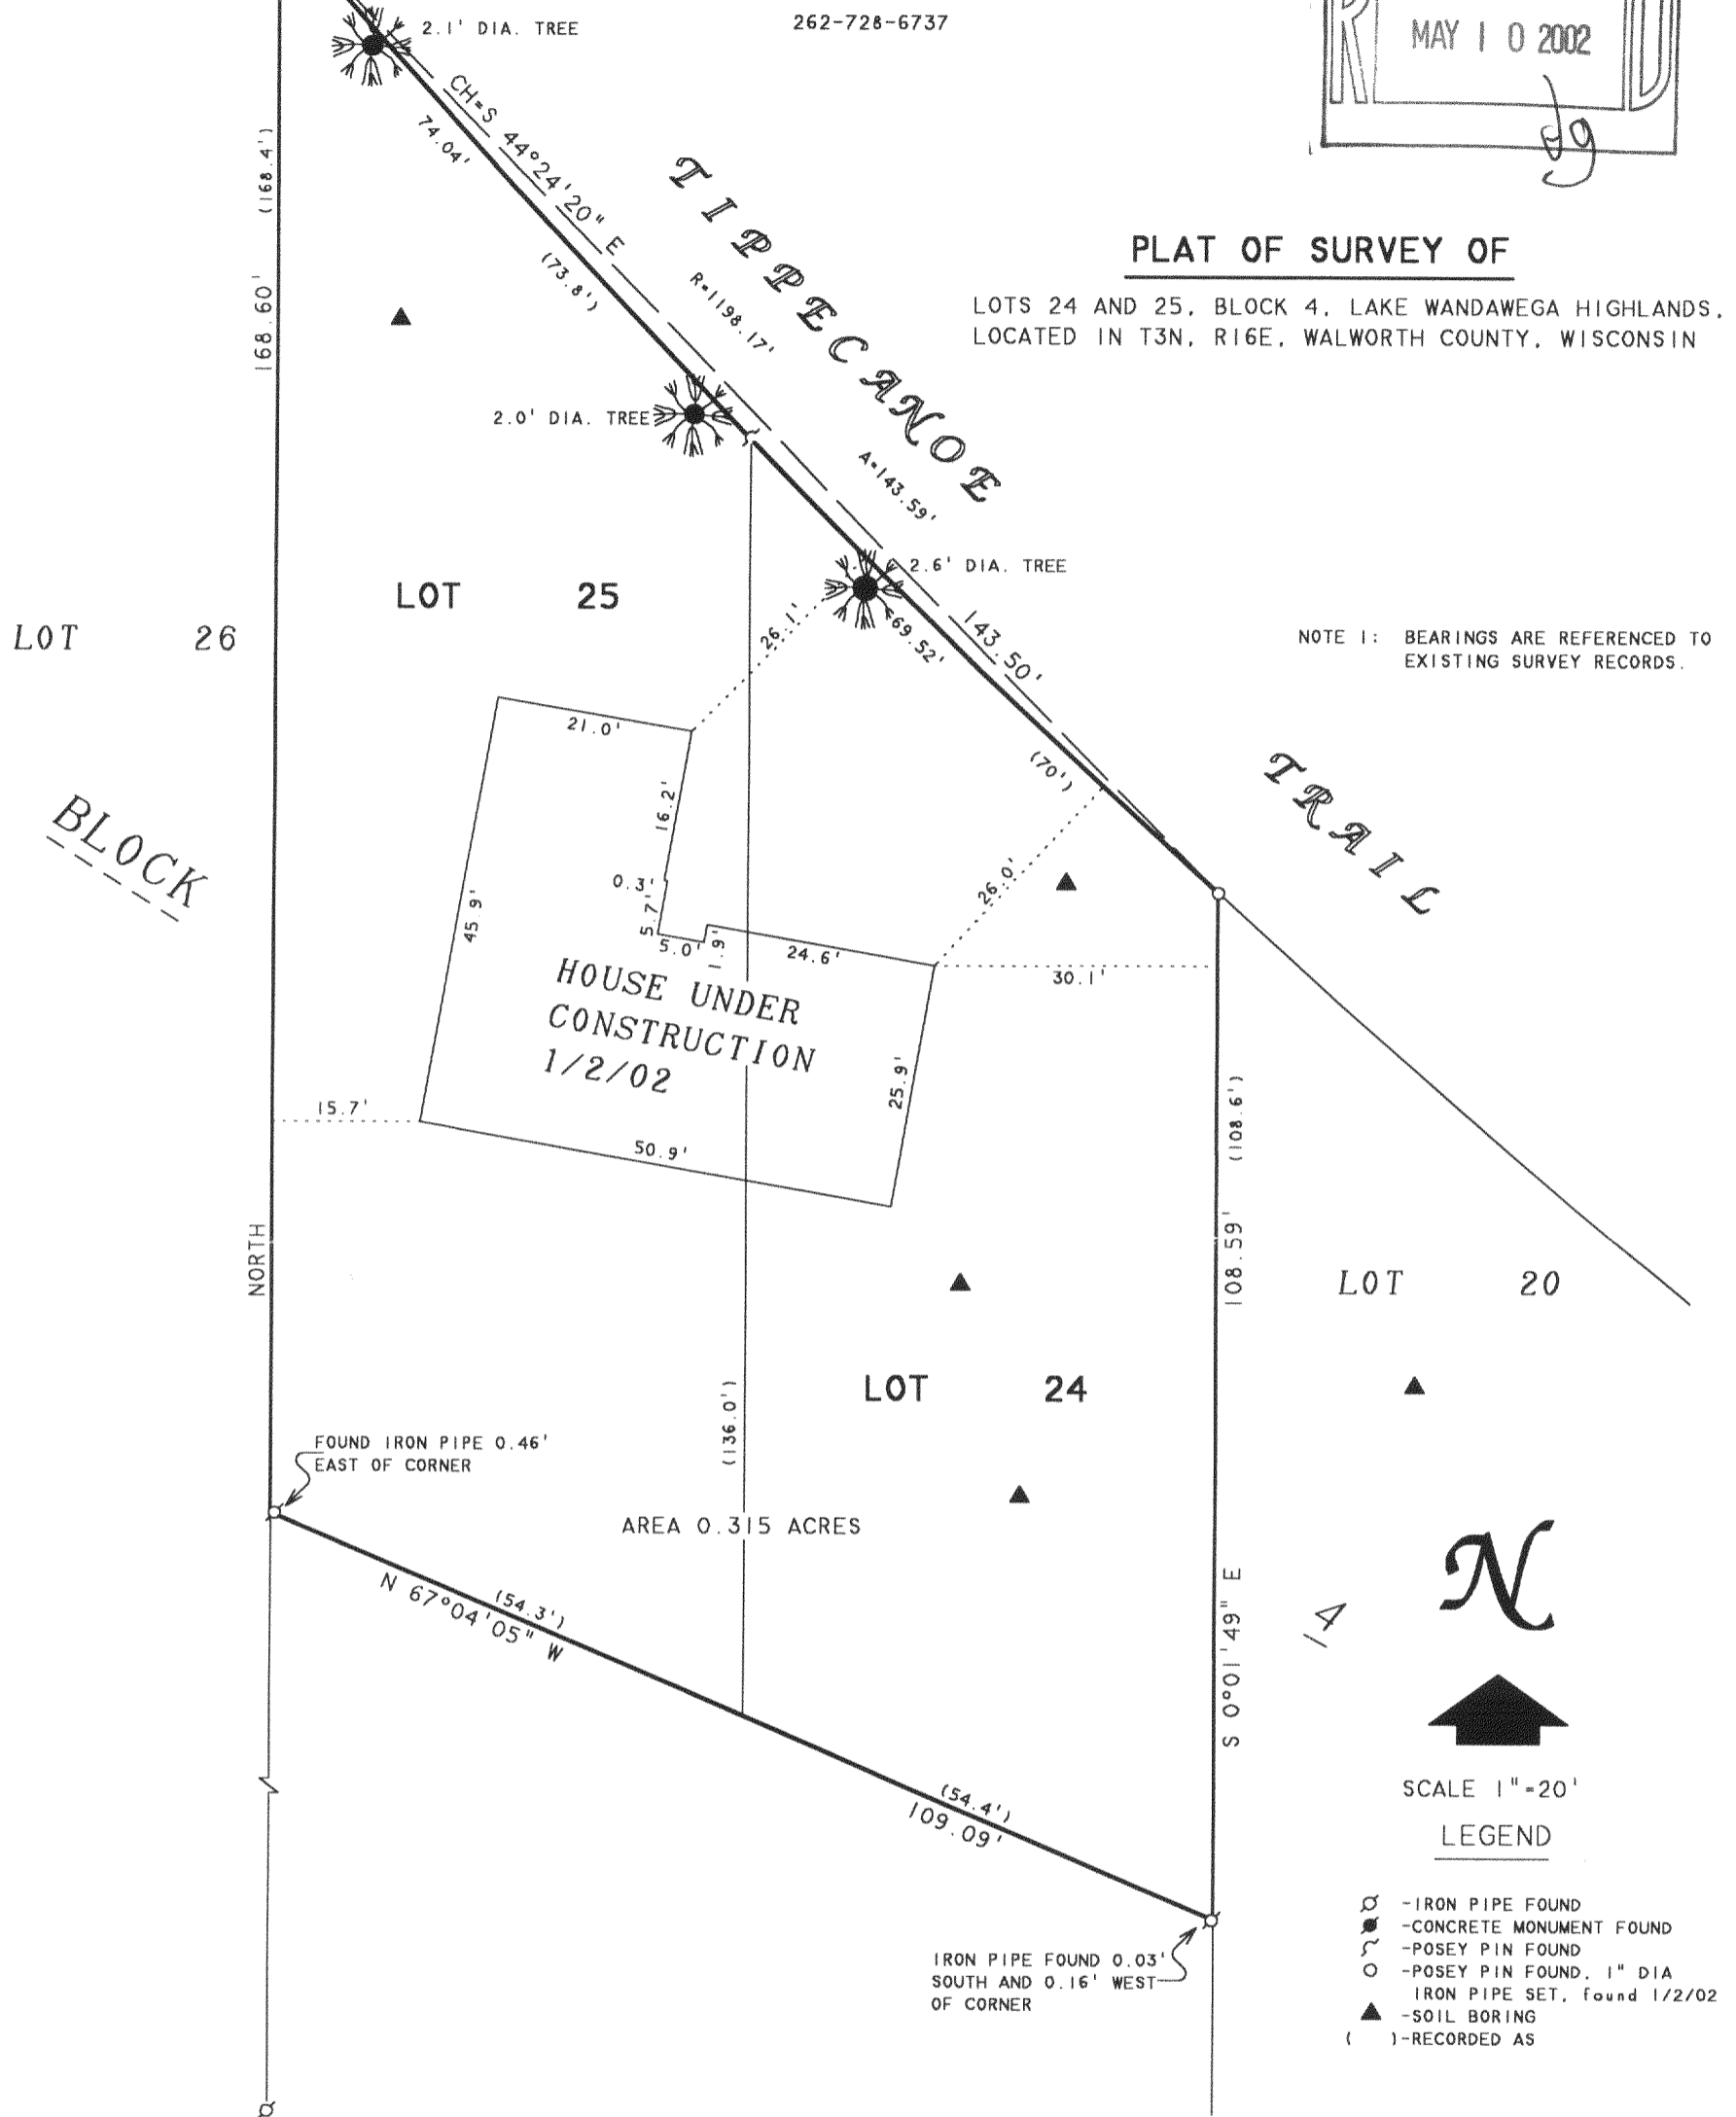 2.1' DIA. TREE
262-728-6737
R D
MAY 10 2002
CH=S 44°24'20" E
74.04'
(73.8')
(168.4')
168.60'
TIPPECANOE
R=1198.17'
A=143.59'
PLAT OF SURVEY OF
LOTS 24 AND 25, BLOCK 4, LAKE WANDAWEGA HIGHLANDS,
LOCATED IN T3N, R16E, WALWORTH COUNTY, WISCONSIN
2.0' DIA. TREE
2.6' DIA. TREE
LOT 25
LOT 26
26.1'
69.52'
143.50'
NOTE 1: BEARINGS ARE REFERENCED TO
EXISTING SURVEY RECORDS.
21.0'
(70')
TRAIL
BLOCK
16.2'
0.3'
5.7'
5.0'
1.9'
24.6'
45.9'
26.0'
30.1'
HOUSE UNDER
CONSTRUCTION
1/2/02
25.9'
15.7'
50.9'
(108.6')
108.59'
NORTH
LOT 20
LOT 24
(136.0')
FOUND IRON PIPE 0.46'
EAST OF CORNER
AREA 0.315 ACRES
(54.3')
N 67°04'05" W
S 0°01'49" E
4
N
(54.4')
109.09'
SCALE 1"=20'
LEGEND
-IRON PIPE FOUND
-CONCRETE MONUMENT FOUND
-POSEY PIN FOUND
-POSEY PIN FOUND, 1" DIA
IRON PIPE SET, found 1/2/02
-SOIL BORING
( )-RECORDED AS
IRON PIPE FOUND 0.03'
SOUTH AND 0.16' WEST
OF CORNER